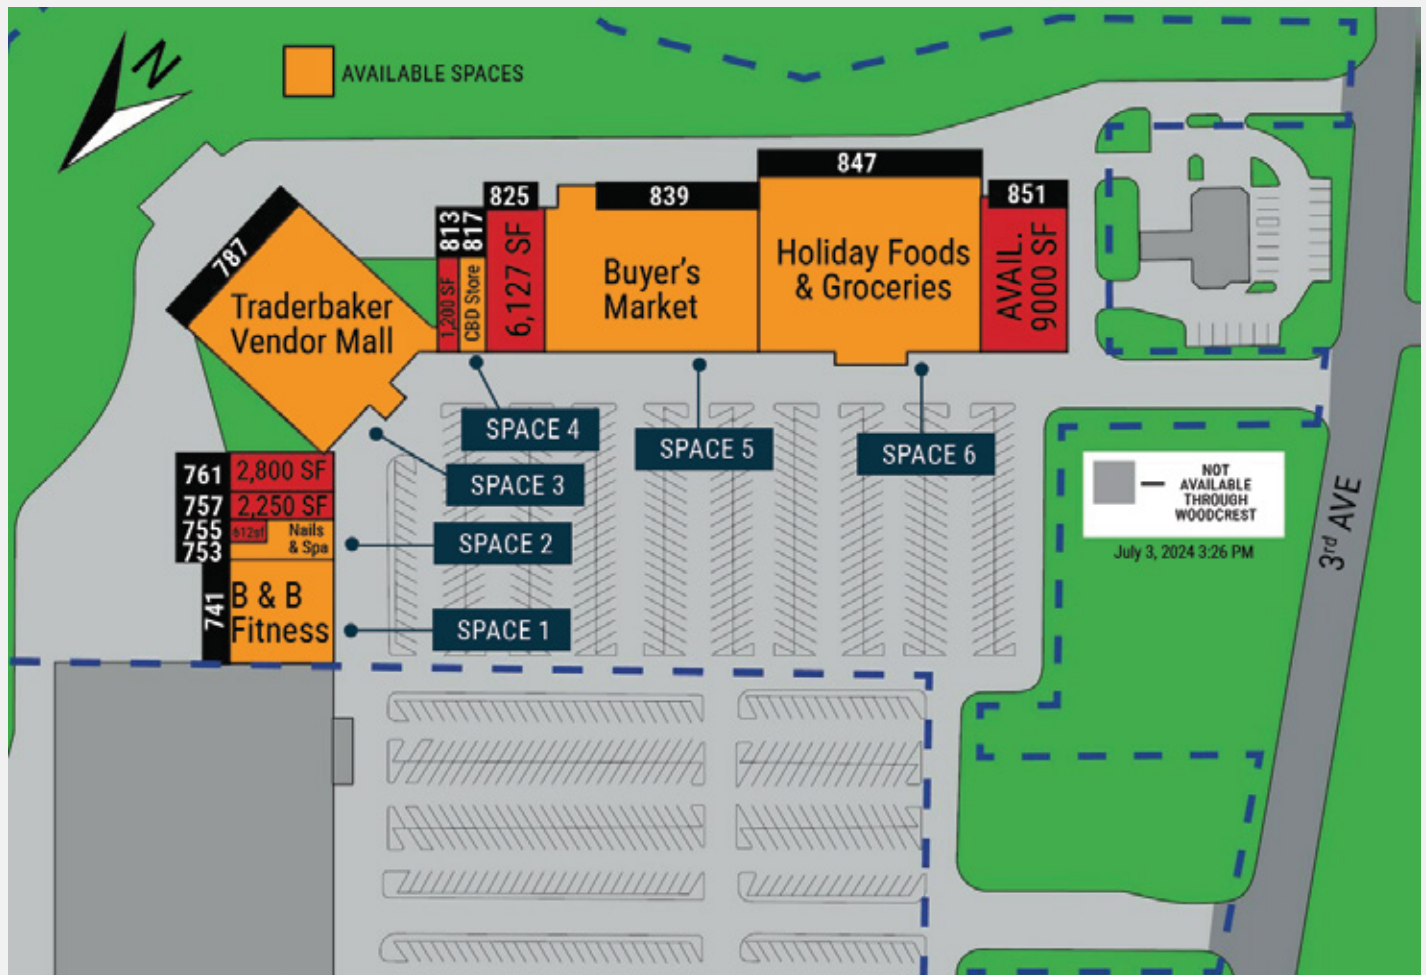 N
AVAILABLE SPACES
847
825
839
851
813
817
787
1,200 SF
CBD Store
6,127 SF
Buyer's
Market
Holiday Foods
& Groceries
AVAIL.
9000 SF
Traderbaker
Vendor Mall
SPACE 4
SPACE 5
SPACE 6
SPACE 3
761
2,800 SF
757
2,250 SF
755
612sf
Nails
& Spa
753
SPACE 2
741
B & B
Fitness
SPACE 1
NOT
AVAILABLE
THROUGH
WOODCREST
July 3, 2024 3:26 PM
3rd AVE